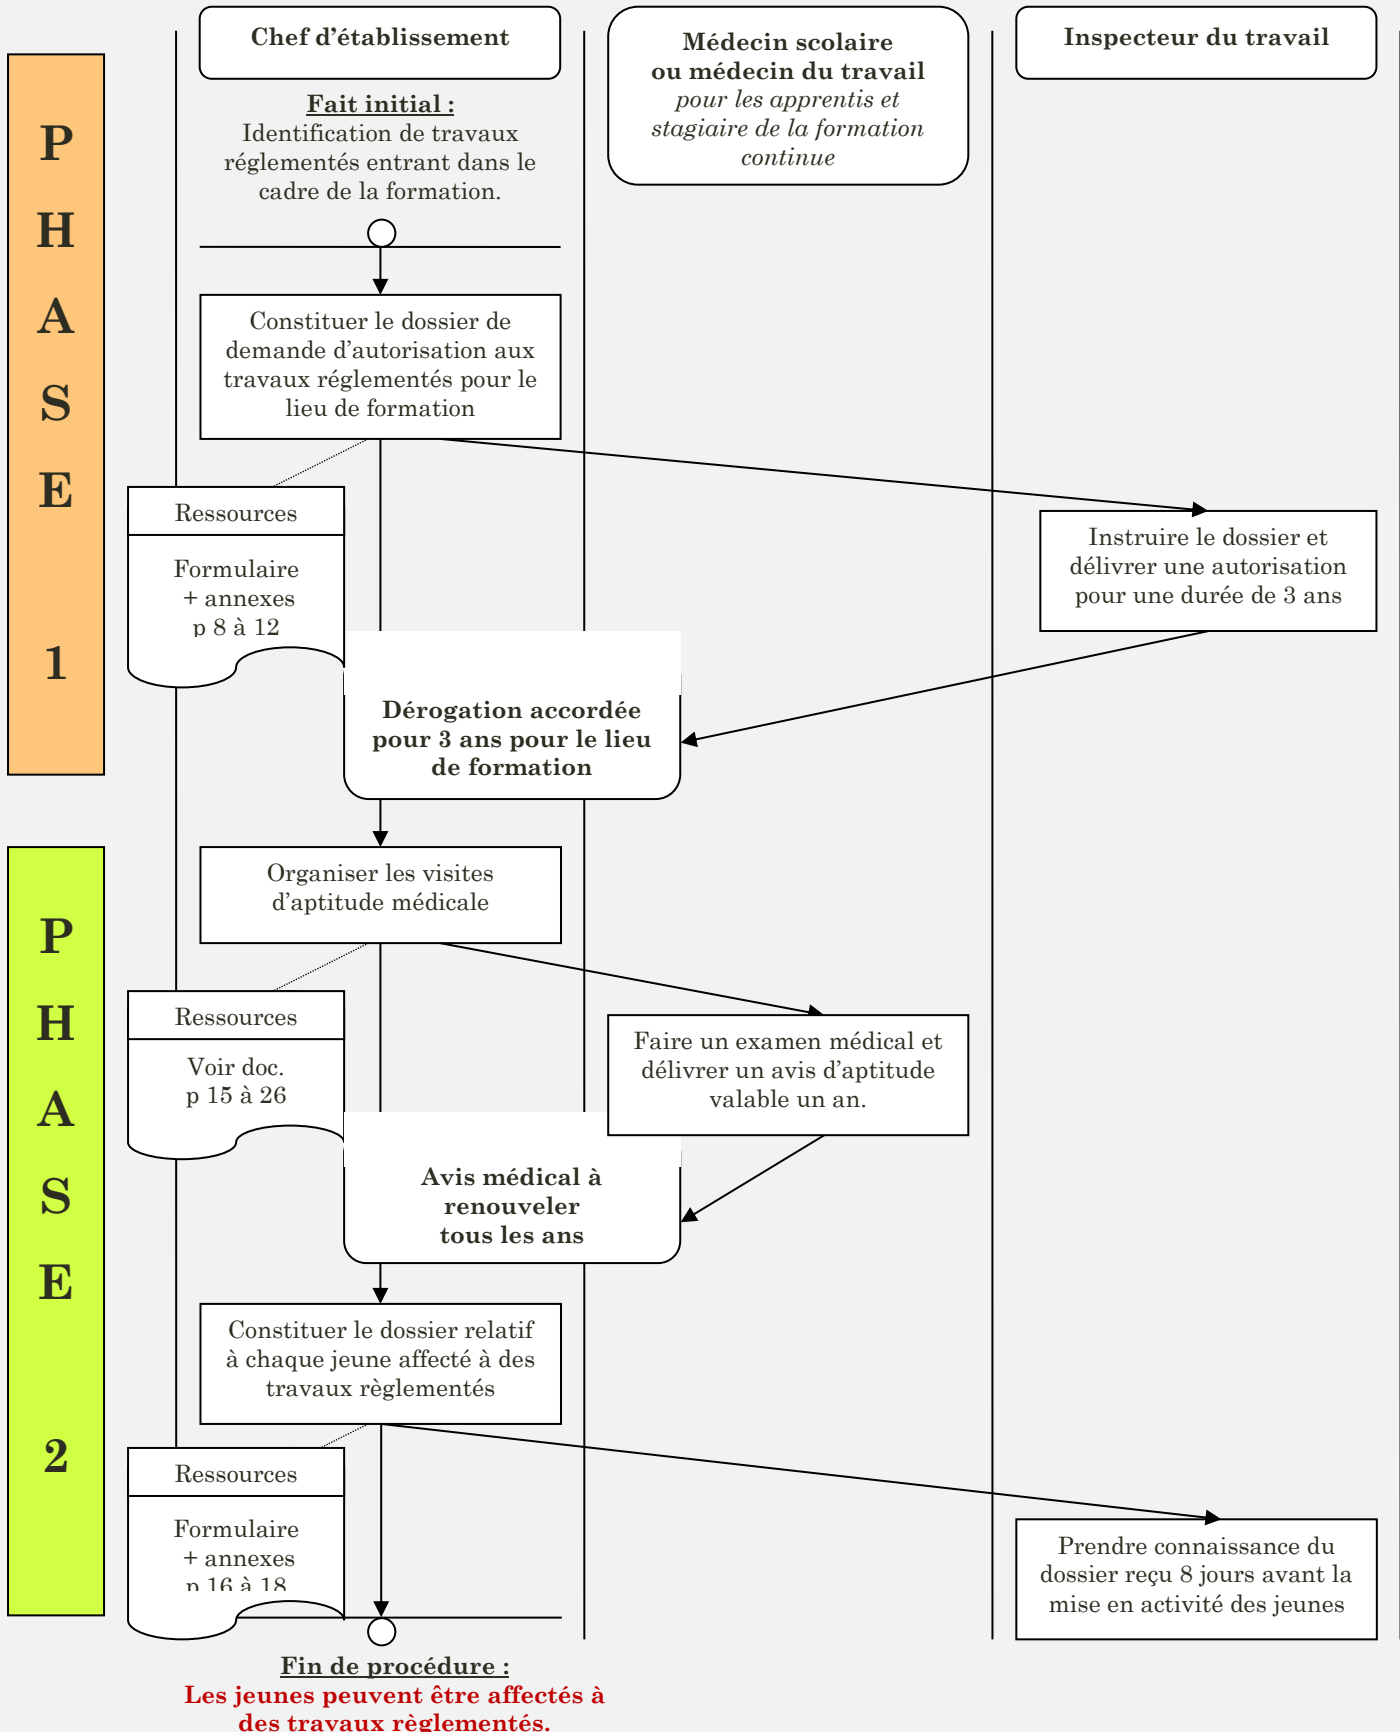 Chef d'établissement
Médecin scolaire
ou médecin du travail
pour les apprentis et
stagiaire de la formation
continue
Inspecteur du travail
P
H
A
S
E
1
Fait initial :
Identification de travaux
réglementés entrant dans le
cadre de la formation.
Constituer le dossier de
demande d'autorisation aux
travaux réglementés pour le
lieu de formation
Ressources
Formulaire
+ annexes
p 8 à 12
Instruire le dossier et
délivrer une autorisation
pour une durée de 3 ans
Dérogation accordée
pour 3 ans pour le lieu
de formation
P
H
A
S
E
2
Organiser les visites
d'aptitude médicale
Ressources
Voir doc.
p 15 à 26
Faire un examen médical et
délivrer un avis d'aptitude
valable un an.
Avis médical à
renouveler
tous les ans
Constituer le dossier relatif
à chaque jeune affecté à des
travaux règlementés
Ressources
Formulaire
+ annexes
p 16 à 18
Prendre connaissance du
dossier reçu 8 jours avant la
mise en activité des jeunes
Fin de procédure :
Les jeunes peuvent être affectés à
des travaux règlementés.